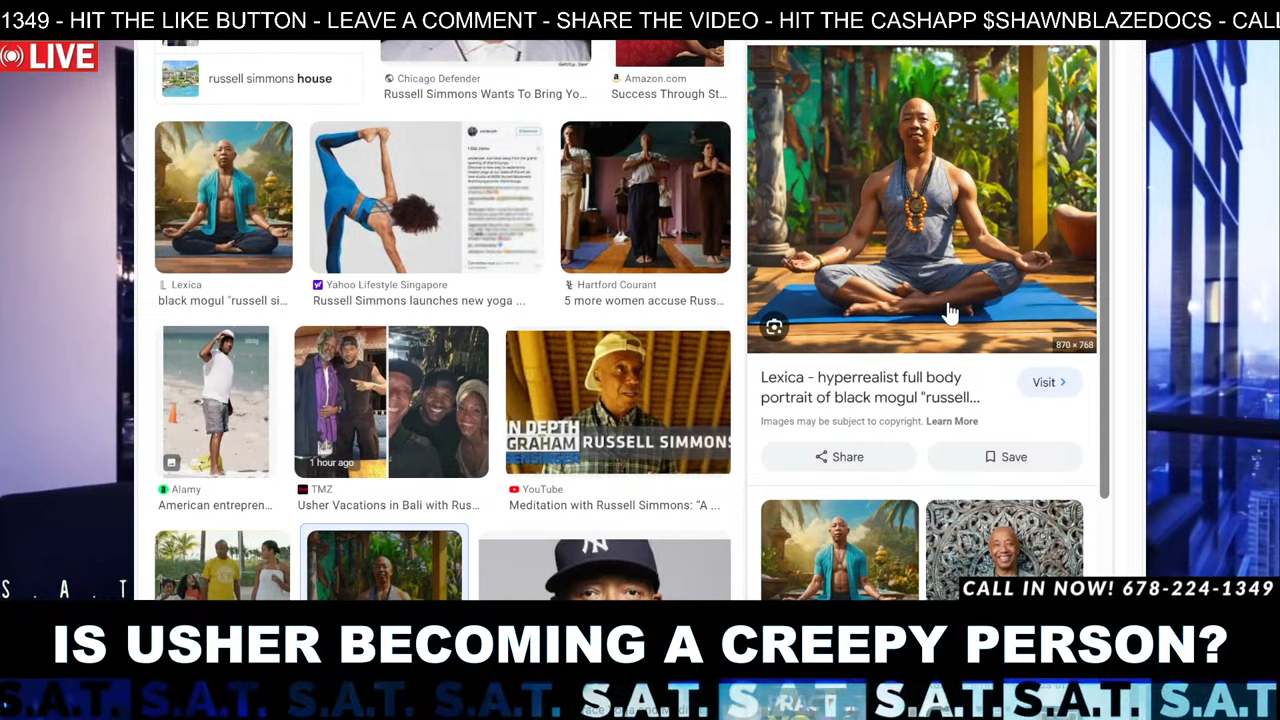 1349 - HIT THE LIKE BUTTON - LEAVE A COMMENT - SHARE THE VIDEO - HIT THE CASHAPP $SHAWNBLAZEDOCS - CALL
LIVE
russell simmons house
Chicago Defender
Russell Simmons Wants To Bring Yo...
Amazon.com
Success Through St...
Lexica
black mogul "russell si...
Yahoo Lifestyle Singapore
Russell Simmons launches new yoga ...
Hartford Courant
5 more women accuse Russ...
870 × 768
Lexica - hyperrealist full body
portrait of black mogul "russell...
Visit
Images may be subject to copyright. Learn More
Share
Save
1 hour ago
IN DEPTH
GRAHAM
BENSINGER
RUSSELL SIMMONS
Alamy
American entrepren...
TMZ
Usher Vacations in Bali with Rus...
YouTube
Meditation with Russell Simmons: "A ...
S . A . T
CALL IN NOW! 678-224-1349
IS USHER BECOMING A CREEPY PERSON?
S.A.T. S.A.T. S.A.T. S.A.T. S.A.T. S.A.T. S.A.T. S.A.T. S.A.T